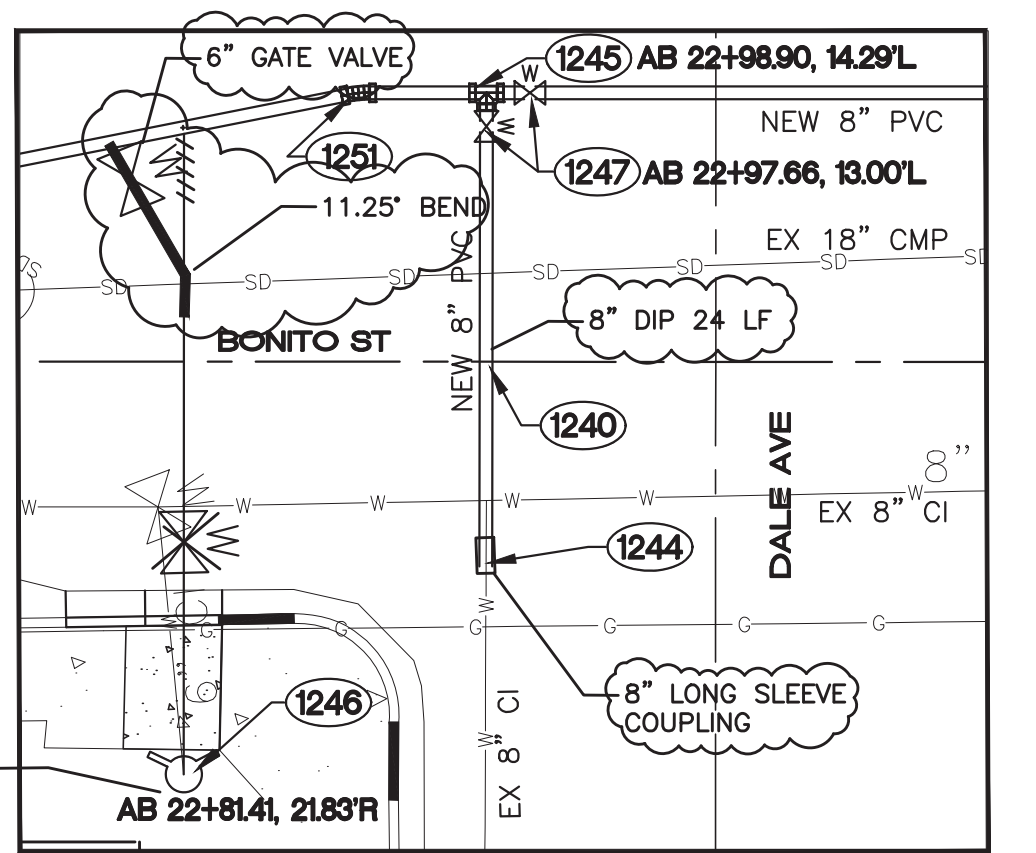 6” GATE VALVE
1245 AB 22+98.90, 14.29'L
W
NEW 8” PVC
W
W
1251
1247 AB 22+97.66, 13.00'L
11.25° BEND
EX 18” CMP
SD
SD SD SD SD SD SD SD
NEW 8” PVC
8” DIP 24 LF
BONITO ST
1240
DALE AVE
8”
W W W W W W
EX 8” CI
W
W
1244
W
G G G G G
6
W
8” LONG SLEEVE
COUPLING
1246
EX 8” CI
W
AB 22+81.41, 21.83'R